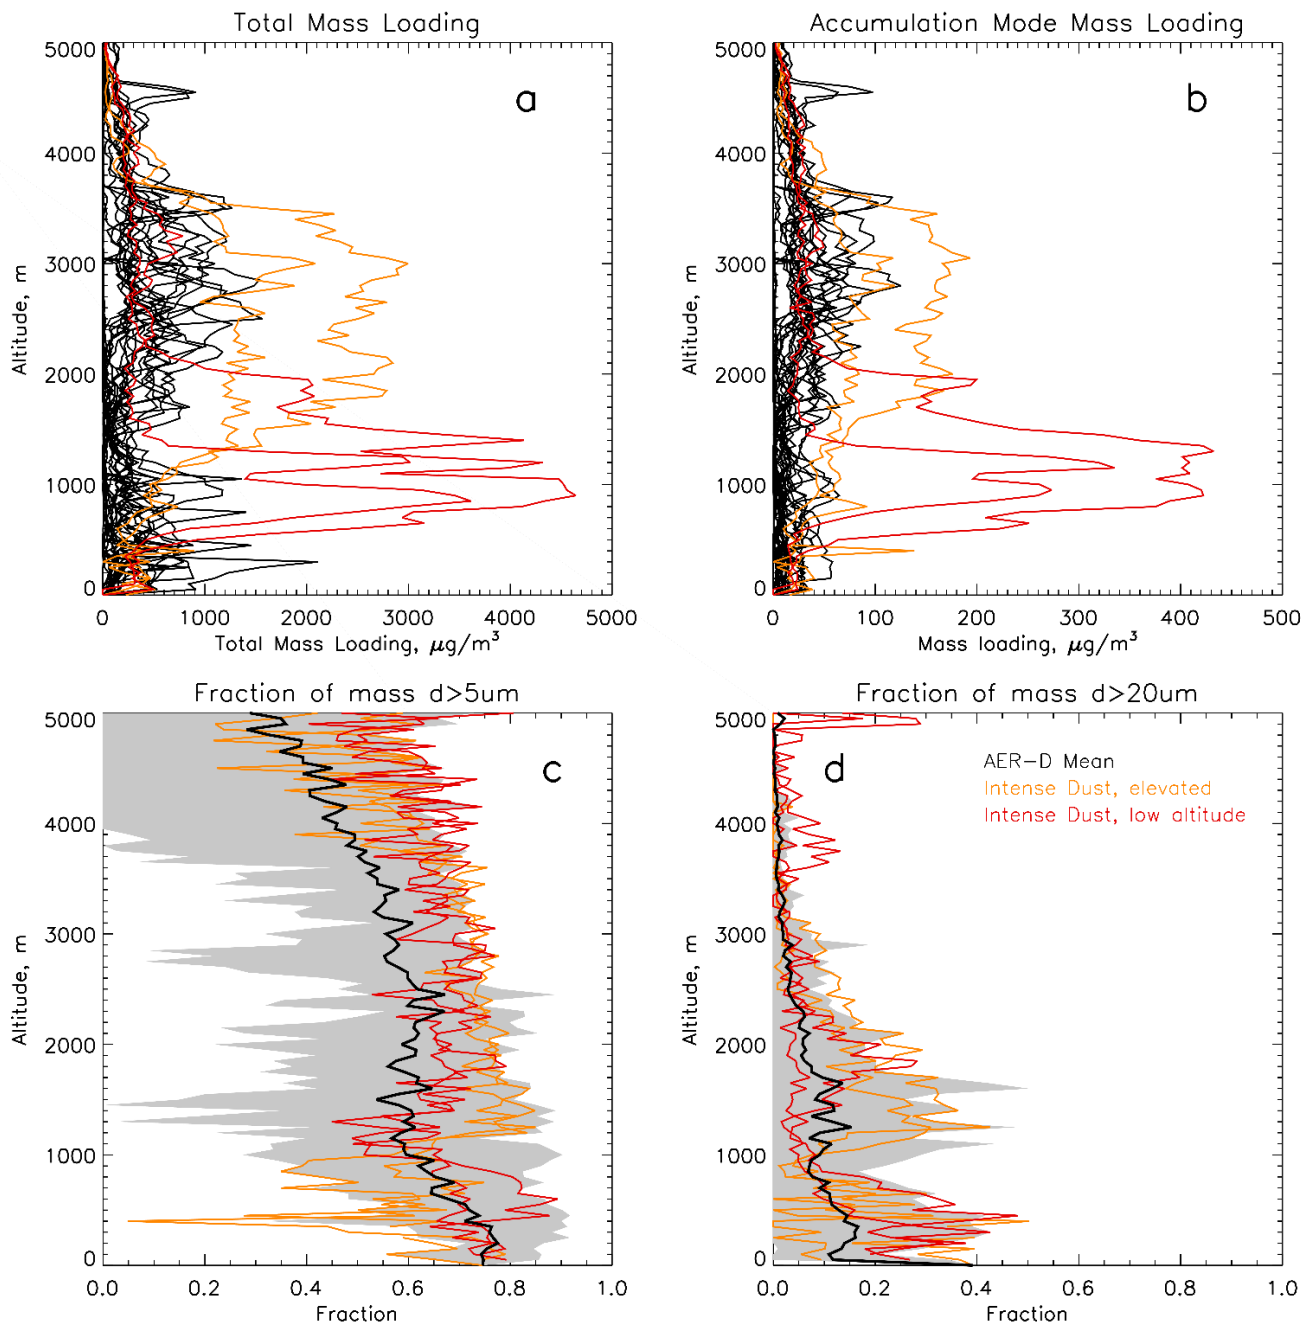 Total Mass Loading
Accumulation Mode Mass Loading
5000
4000
3000
2000
1000
0
Altitude, m
a
0 1000 2000 3000 4000 5000
Total Mass Loading, μg/m³
5000
4000
3000
2000
1000
0
Altitude, m
b
0 100 200 300 400 500
Mass loading, μg/m³
Fraction of mass d>5um
Fraction of mass d>20um
5000
4000
3000
2000
1000
0
Altitude, m
c
0.0 0.2 0.4 0.6 0.8 1.0
Fraction
5000
4000
3000
2000
1000
0
Altitude, m
d
AER-D Mean
Intense Dust, elevated
Intense Dust, low altitude
0.0 0.2 0.4 0.6 0.8 1.0
Fraction